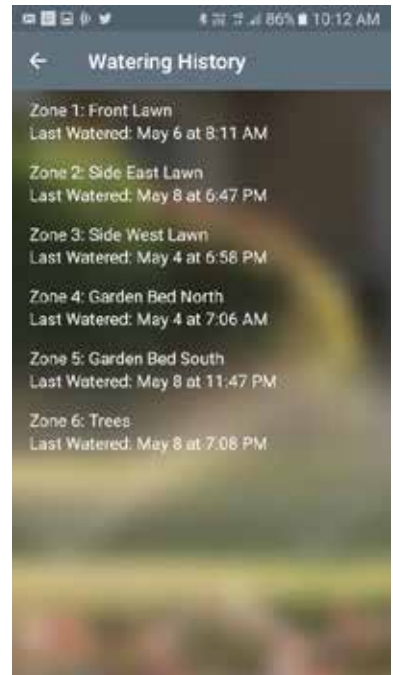 86% 10:12 AM
Watering History
Zone 1: Front Lawn
Last Watered: May 6 at 8:11 AM
Zone 2: Side East Lawn
Last Watered: May 8 at 6:47 PM
Zone 3: Side West Lawn
Last Watered: May 4 at 6:58 PM
Zone 4: Garden Bed North
Last Watered: May 4 at 7:06 AM
Zone 5: Garden Bed South
Last Watered: May 8 at 11:47 PM
Zone 6: Trees
Last Watered: May 8 at 7:08 PM